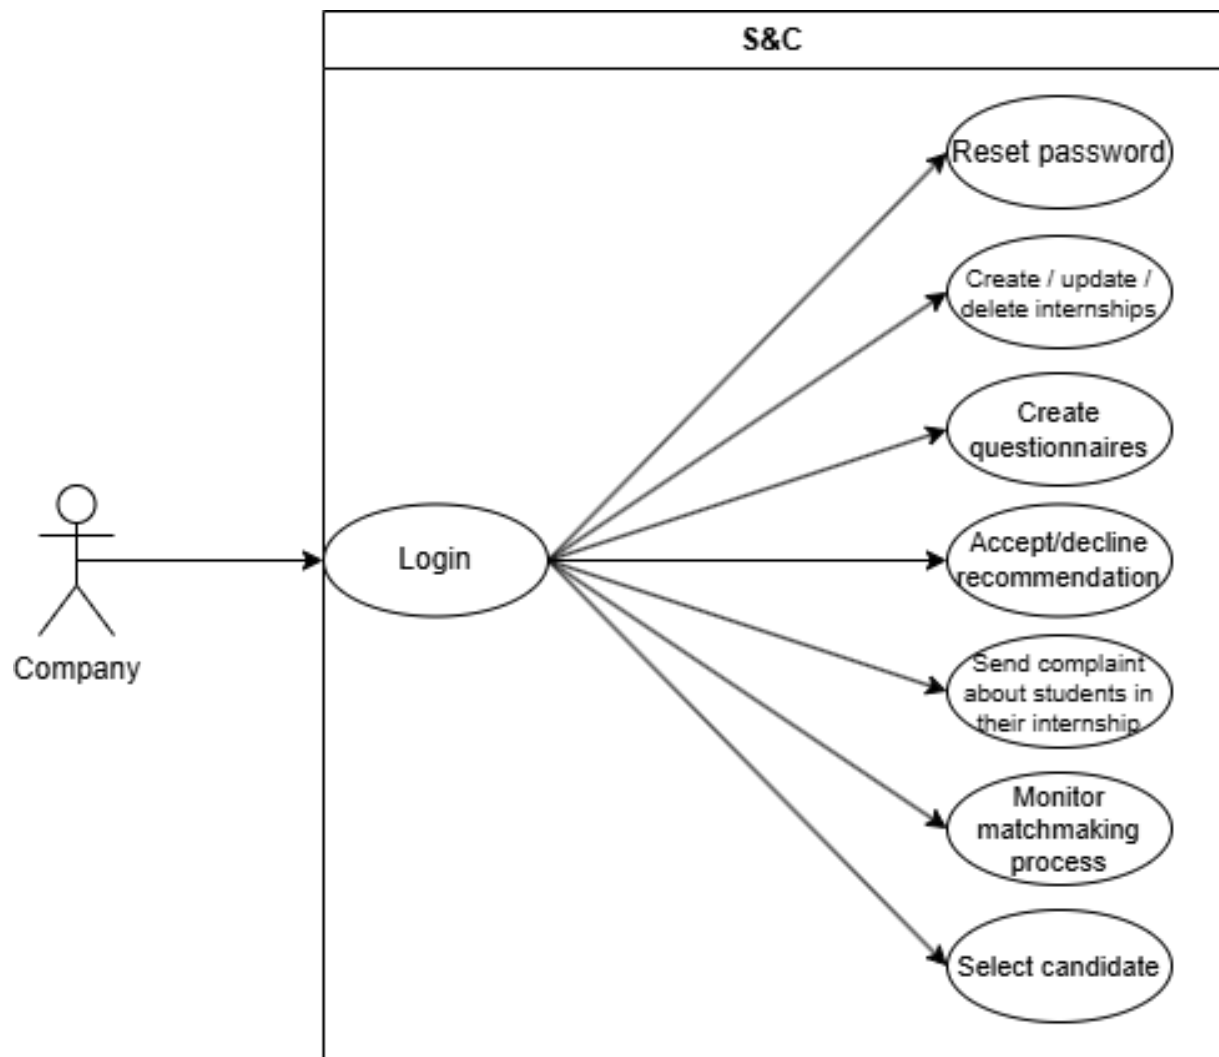 S&C
Reset password
Create / update /
delete internships
Create
questionnaires
Login
Accept/decline
recommendation
Company
Send complaint
about students in
their internship
Monitor
matchmaking
process
Select candidate